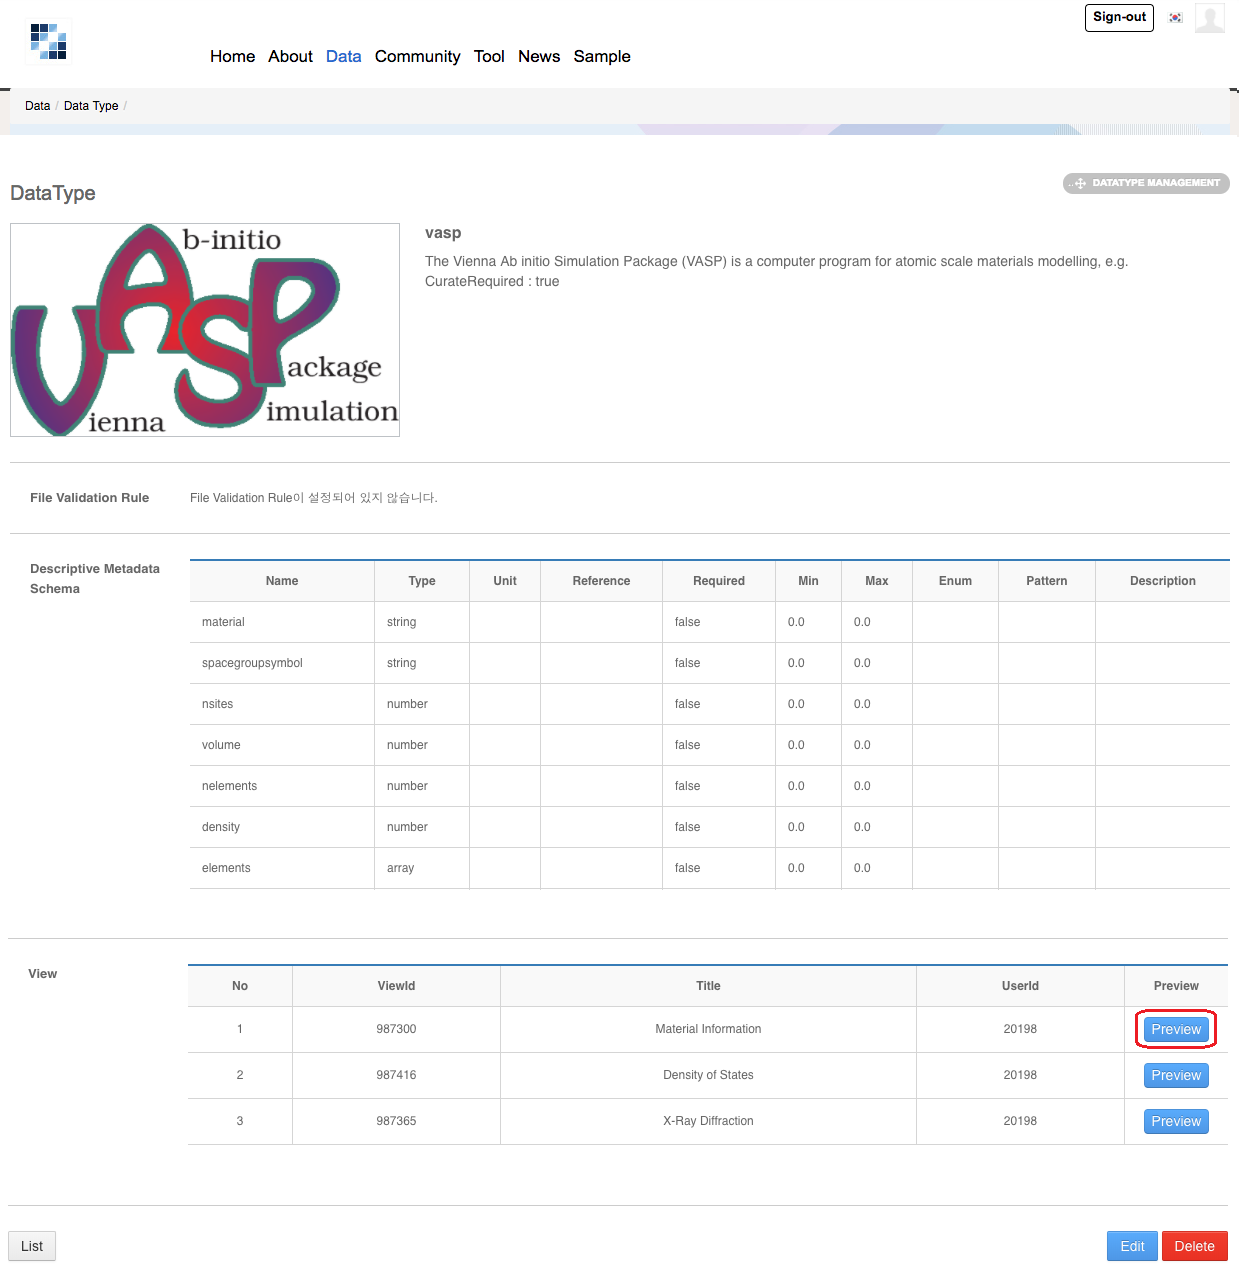 Sign-out
Home About Data Community Tool News Sample
Data / Data Type /
DataType
.. DATATYPE MANAGEMENT
b-initio
ackage
imulation
ienna
VASP
vasp
The Vienna Ab initio Simulation Package (VASP) is a computer program for atomic scale materials modelling, e.g.
CurateRequired : true
File Validation Rule
File Validation Rule이 설정되어 있지 않습니다.
Descriptive Metadata
Schema
Name Type Unit Reference Required Min Max Enum Pattern Description
material string false 0.0 0.0
spacegroupsymbol string false 0.0 0.0
nsites number false 0.0 0.0
volume number false 0.0 0.0
nelements number false 0.0 0.0
density number false 0.0 0.0
elements array false 0.0 0.0
View
No ViewId Title UserId Preview
1 987300 Material Information 20198 Preview
2 987416 Density of States 20198 Preview
3 987365 X-Ray Diffraction 20198 Preview
List Edit Delete